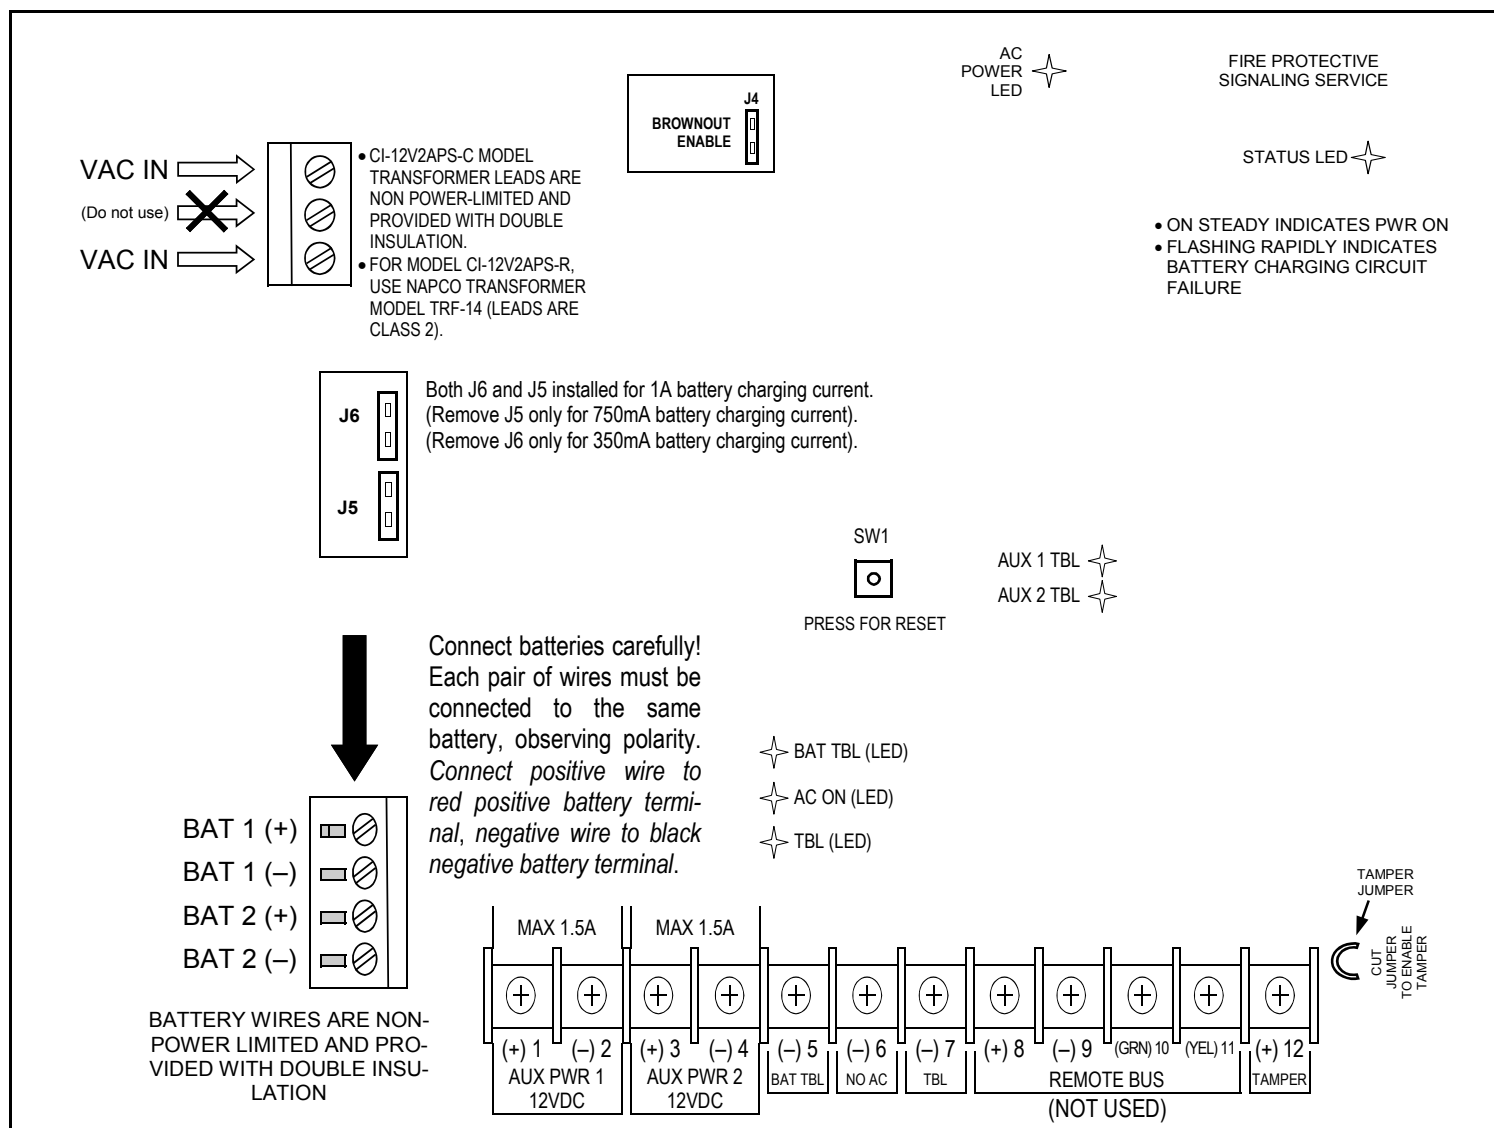 AC
POWER
LED
FIRE PROTECTIVE
SIGNALING SERVICE
J4
BROWNOUT
ENABLE
STATUS LED
• ON STEADY INDICATES PWR ON
• FLASHING RAPIDLY INDICATES
BATTERY CHARGING CIRCUIT
FAILURE
VAC IN
(Do not use)
VAC IN
• CI-12V2APS-C MODEL
TRANSFORMER LEADS ARE
NON POWER-LIMITED AND
PROVIDED WITH DOUBLE
INSULATION.
• FOR MODEL CI-12V2APS-R,
USE NAPCO TRANSFORMER
MODEL TRF-14 (LEADS ARE
CLASS 2).
J6
J5
Both J6 and J5 installed for 1A battery charging current.
(Remove J5 only for 750mA battery charging current).
(Remove J6 only for 350mA battery charging current).
SW1
PRESS FOR RESET
AUX 1 TBL
AUX 2 TBL
Connect batteries carefully!
Each pair of wires must be
connected to the same
battery, observing polarity.
Connect positive wire to
red positive battery termi-
nal, negative wire to black
negative battery terminal.
BAT TBL (LED)
AC ON (LED)
TBL (LED)
BAT 1 (+)
BAT 1 (–)
BAT 2 (+)
BAT 2 (–)
BATTERY WIRES ARE NON-
POWER LIMITED AND PRO-
VIDED WITH DOUBLE INSU-
LATION
TAMPER
JUMPER
CUT
JUMPER
TO ENABLE
TAMPER
MAX 1.5A
MAX 1.5A
(+) 1 (–) 2 (+) 3 (–) 4 (–) 5 (–) 6 (–) 7 (+) 8 (–) 9 (GRN) 10 (YEL) 11 (+) 12
AUX PWR 1
12VDC
AUX PWR 2
12VDC
BAT TBL
NO AC
TBL
REMOTE BUS
(NOT USED)
TAMPER